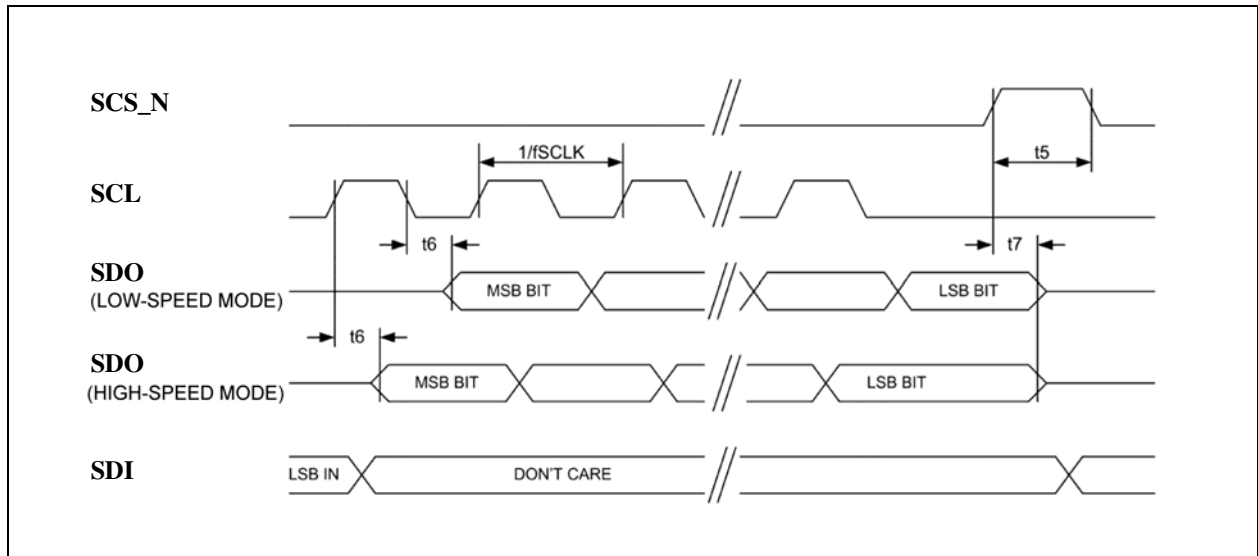 SCS_N
1/fSCLK
t5
SCL
t6
t7
SDO
(LOW-SPEED MODE)
MSB BIT
LSB BIT
t6
SDO
(HIGH-SPEED MODE)
MSB BIT
LSB BIT
SDI
LSB IN
DON'T CARE